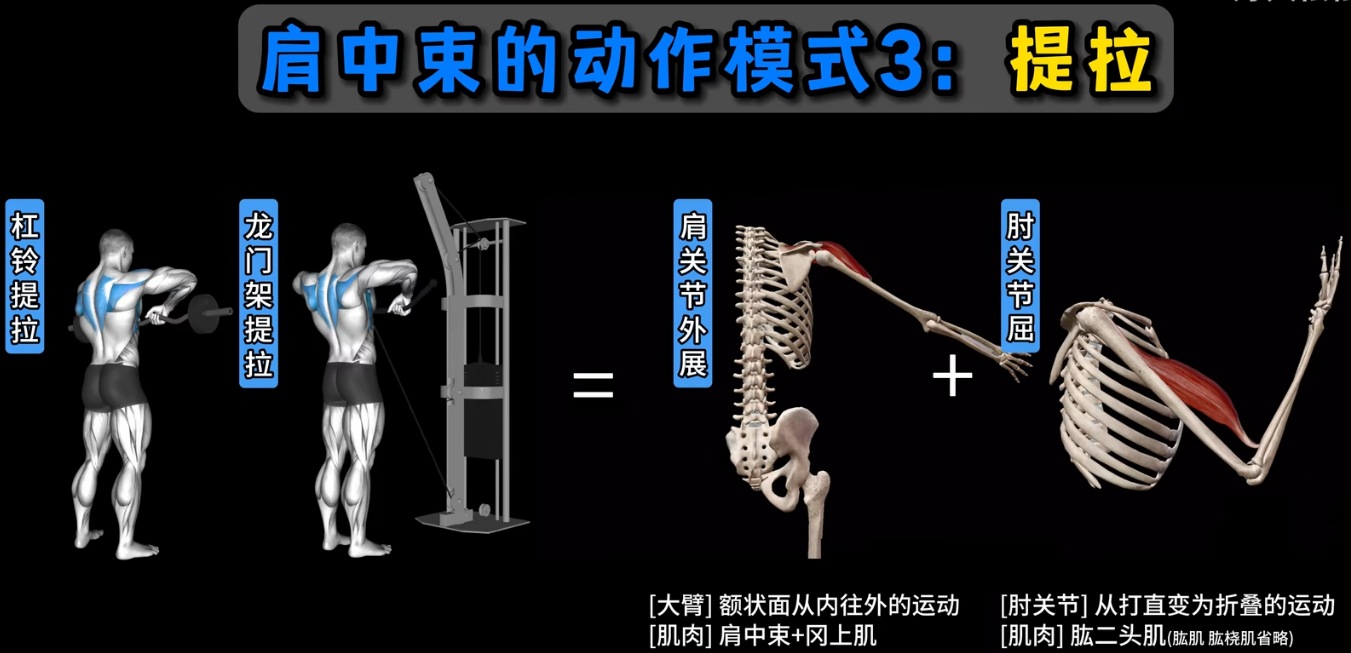 肩中束的动作模式3：提拉
杠铃提拉
龙门架提拉
=
肩关节外展
+
肘关节屈
[大臂] 额状面从内往外的运动
[肌肉] 肩中束+冈上肌
[肘关节] 从打直变为折叠的运动
[肌肉] 肱二头肌(肱肌 肱桡肌省略)